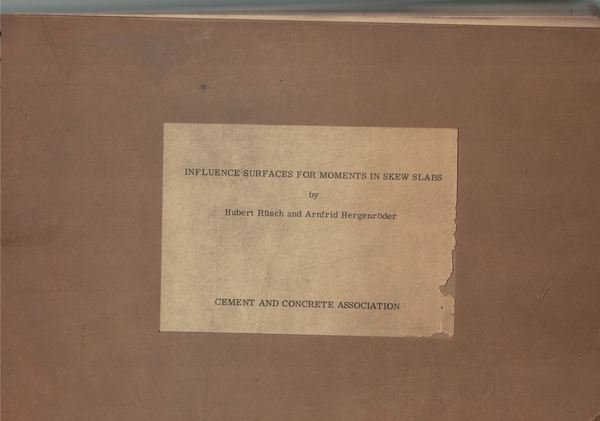 INFLUENCE SURFACES FOR MOMENTS IN SKEW SLABS
by
Hubert Rüsch and Arnfrid Hergenröder
CEMENT AND CONCRETE ASSOCIATION